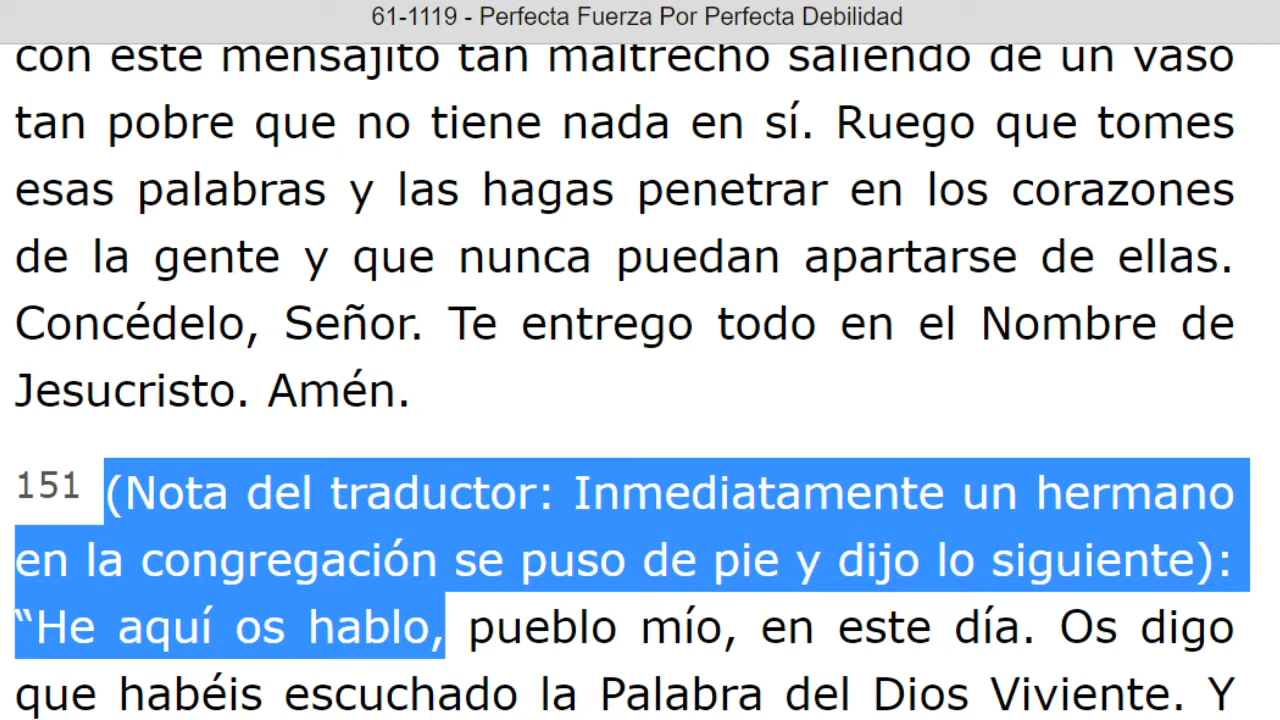 61-1119 - Perfecta Fuerza Por Perfecta Debilidad
con este mensajito tan maltrecho saliendo de un vaso
tan pobre que no tiene nada en sí. Ruego que tomes
esas palabras y las hagas penetrar en los corazones
de la gente y que nunca puedan apartarse de ellas.
Concédelo, Señor. Te entrego todo en el Nombre de
Jesucristo. Amén.
151 (Nota del traductor: Inmediatamente un hermano
en la congregación se puso de pie y dijo lo siguiente):
“He aquí os hablo, pueblo mío, en este día. Os digo
que habéis escuchado la Palabra del Dios Viviente. Y